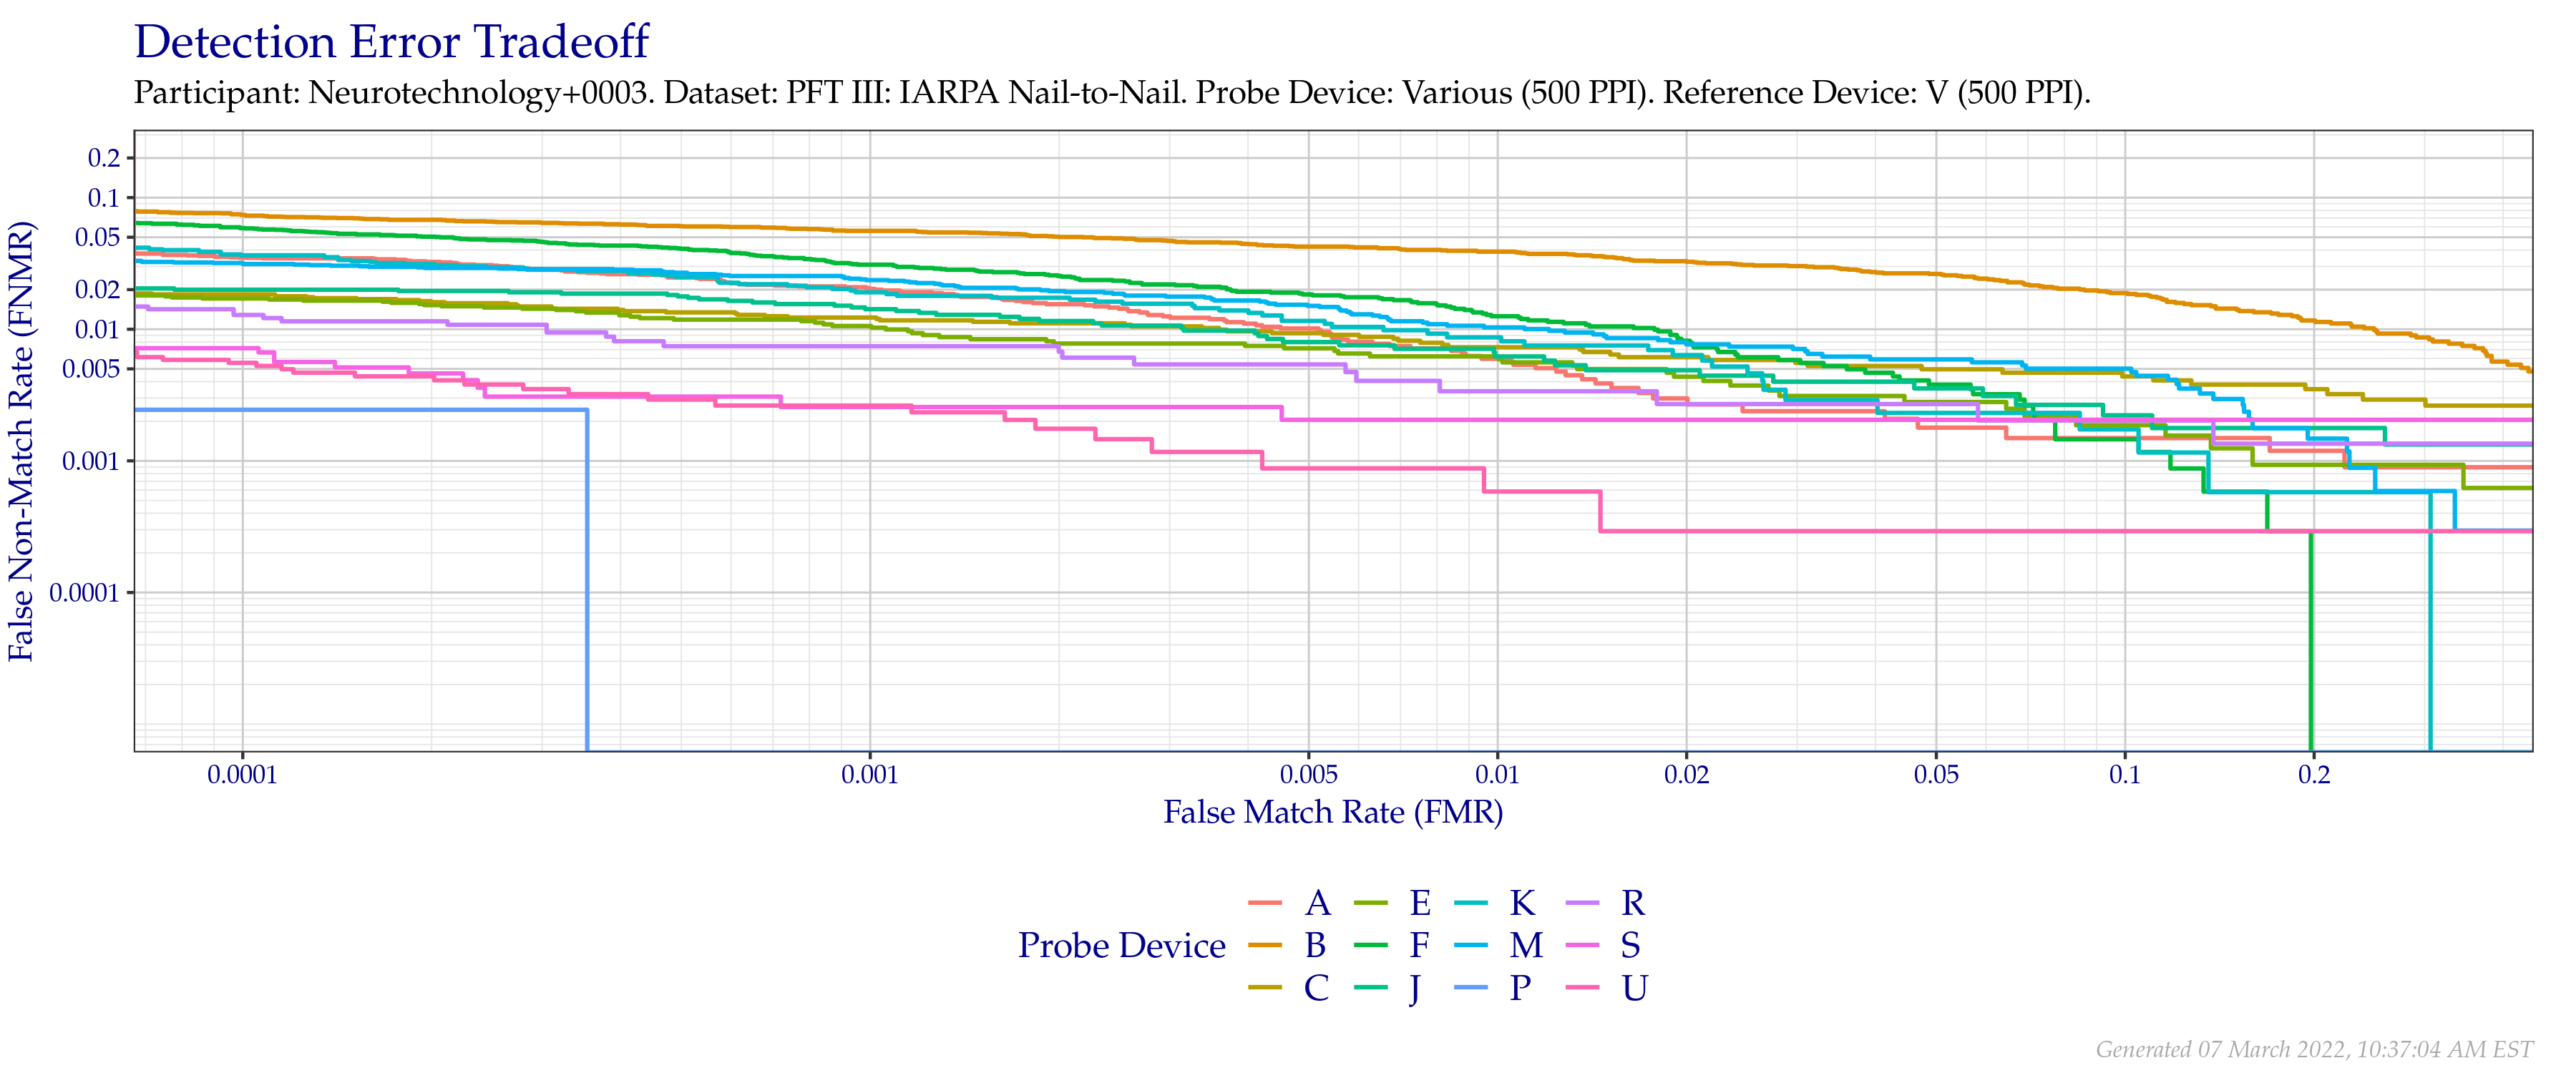 Detection Error Tradeoff
Participant: Neurotechnology+0003. Dataset: PFT III: IARPA Nail-to-Nail. Probe Device: Various (500 PPI). Reference Device: V (500 PPI).
False Non-Match Rate (FNMR)
0.2
0.1
0.05
0.02
0.01
0.005
0.001
0.0001
0.0001 0.001 0.005 0.01 0.02 0.05 0.1 0.2
False Match Rate (FMR)
A E K R
Probe Device B F M S
C J P U
Generated 07 March 2022, 10:37:04 AM EST